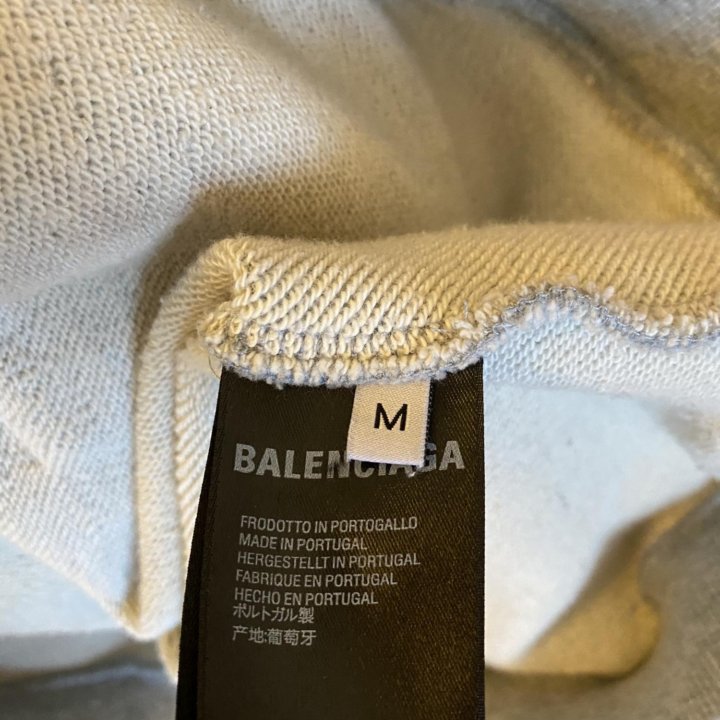 M
BALENCIAGA
FRODOTTO IN PORTOGALLO
MADE IN PORTUGAL
HERGESTELLT IN PORTUGAL
FABRIQUE EN PORTUGAL
HECHO EN PORTUGAL
ポルトガル製
产地:葡萄牙